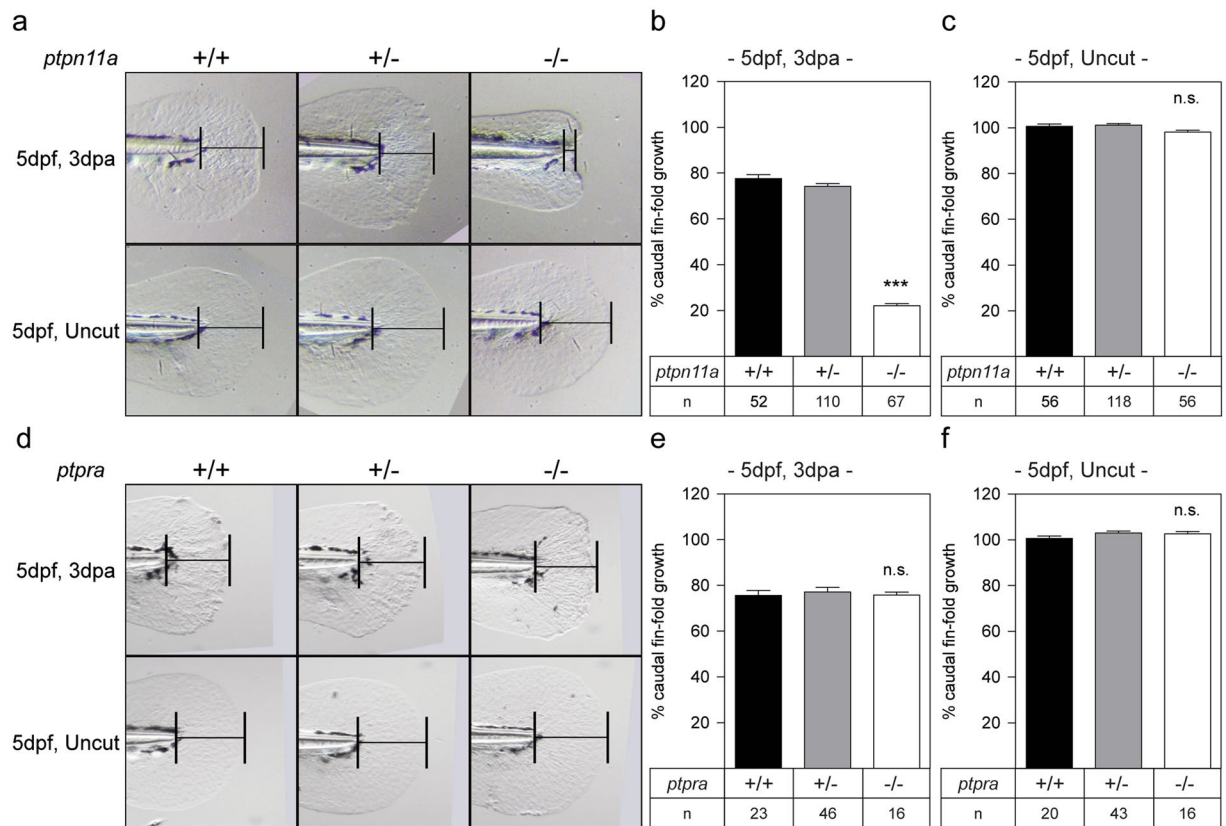 a
ptpn11a +/+ +/- -/-
5dpf, 3dpa
5dpf, Uncut
b
- 5dpf, 3dpa -
% caudal fin-fold growth
120
100
80
60
40
20
***
ptpn11a +/+ +/- -/-
n 52 110 67
c
- 5dpf, Uncut -
% caudal fin-fold growth
120
100
80
60
40
20
n.s.
ptpn11a +/+ +/- -/-
n 56 118 56
d
ptpra +/+ +/- -/-
5dpf, 3dpa
5dpf, Uncut
e
- 5dpf, 3dpa -
% caudal fin-fold growth
120
100
80
60
40
20
n.s.
ptpra +/+ +/- -/-
n 23 46 16
f
- 5dpf, Uncut -
% caudal fin-fold growth
120
100
80
60
40
20
n.s.
ptpra +/+ +/- -/-
n 20 43 16